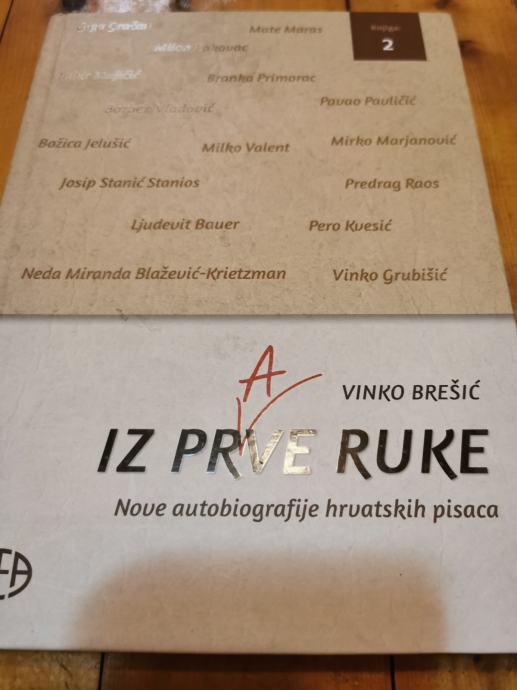 Knjiga:
2
Mate Maras
Branka Primorac
Pavao Pavličić
Božica Jelušić
Milko Valent
Mirko Marjanović
Josip Stanić Stanios
Predrag Raos
Ljudevit Bauer
Pero Kvesić
Neda Miranda Blažević-Krietzman
Vinko Grubišić
A
VINKO BREŠIĆ
IZ PRVE RUKE
Nove autobiografije hrvatskih pisaca